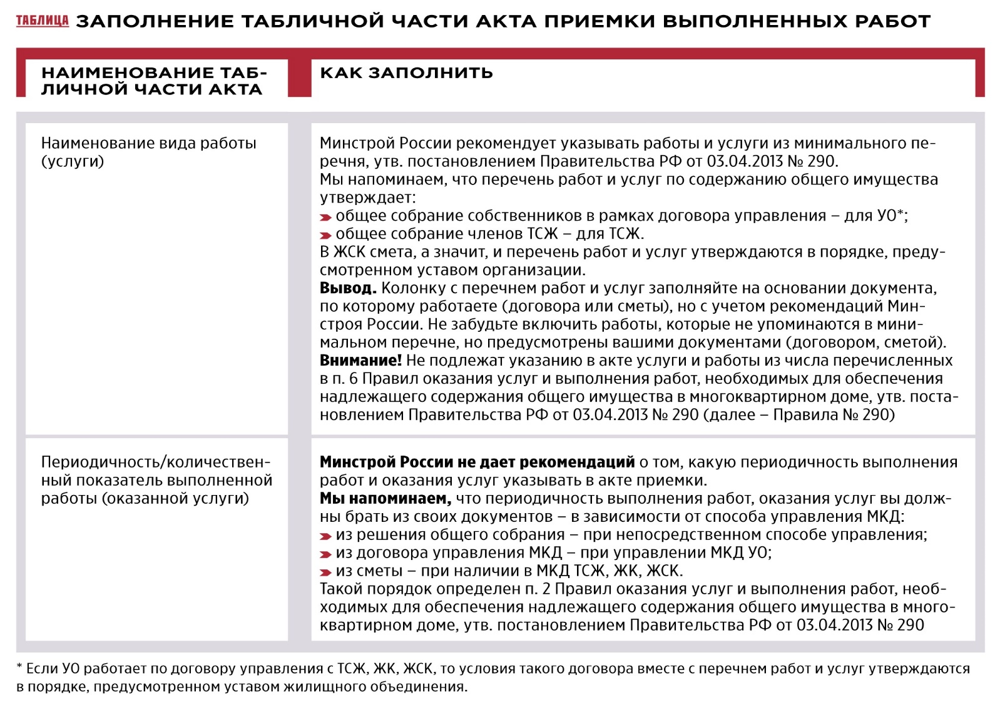 ТАБЛИЦА ЗАПОЛНЕНИЕ ТАБЛИЧНОЙ ЧАСТИ АКТА ПРИЕМКИ ВЫПОЛНЕННЫХ РАБОТ
НАИМЕНОВАНИЕ ТАБ-
ЛИЧНОЙ ЧАСТИ АКТА
КАК ЗАПОЛНИТЬ
Наименование вида работы
(услуги)
Минстрой России рекомендует указывать работы и услуги из минимального пе-
речня, утв. постановлением Правительства РФ от 03.04.2013 № 290.
Мы напоминаем, что перечень работ и услуг по содержанию общего имущества
утверждает:
общее собрание собственников в рамках договора управления – для УО*;
общее собрание членов ТСЖ – для ТСЖ.
В ЖСК смета, а значит, и перечень работ и услуг утверждаются в порядке, преду-
смотренном уставом организации.
Вывод. Колонку с перечнем работ и услуг заполняйте на основании документа,
по которому работаете (договора или сметы), но с учетом рекомендаций Мин-
строя России. Не забудьте включить работы, которые не упоминаются в мини-
мальном перечне, но предусмотрены вашими документами (договором, сметой).
Внимание! Не подлежат указанию в акте услуги и работы из числа перечисленных
в п. 6 Правил оказания услуг и выполнения работ, необходимых для обеспечения
надлежащего содержания общего имущества в многоквартирном доме, утв. поста-
новлением Правительства РФ от 03.04.2013 № 290 (далее – Правила № 290)
Периодичность/количествен-
ный показатель выполненной
работы (оказанной услуги)
Минстрой России не дает рекомендаций о том, какую периодичность выполнения
работ и оказания услуг указывать в акте приемки.
Мы напоминаем, что периодичность выполнения работ, оказания услуг вы долж-
ны брать из своих документов – в зависимости от способа управления МКД:
из решения общего собрания – при непосредственном способе управления;
из договора управления МКД – при управлении МКД УО;
из сметы – при наличии в МКД ТСЖ, ЖК, ЖСК.
Такой порядок определен п. 2 Правил оказания услуг и выполнения работ, необ-
ходимых для обеспечения надлежащего содержания общего имущества в много-
квартирном доме, утв. постановлением Правительства РФ от 03.04.2013 № 290
* Если УО работает по договору управления с ТСЖ, ЖК, ЖСК, то условия такого договора вместе с перечнем работ и услуг утверждаются
в порядке, предусмотренном уставом жилищного объединения.